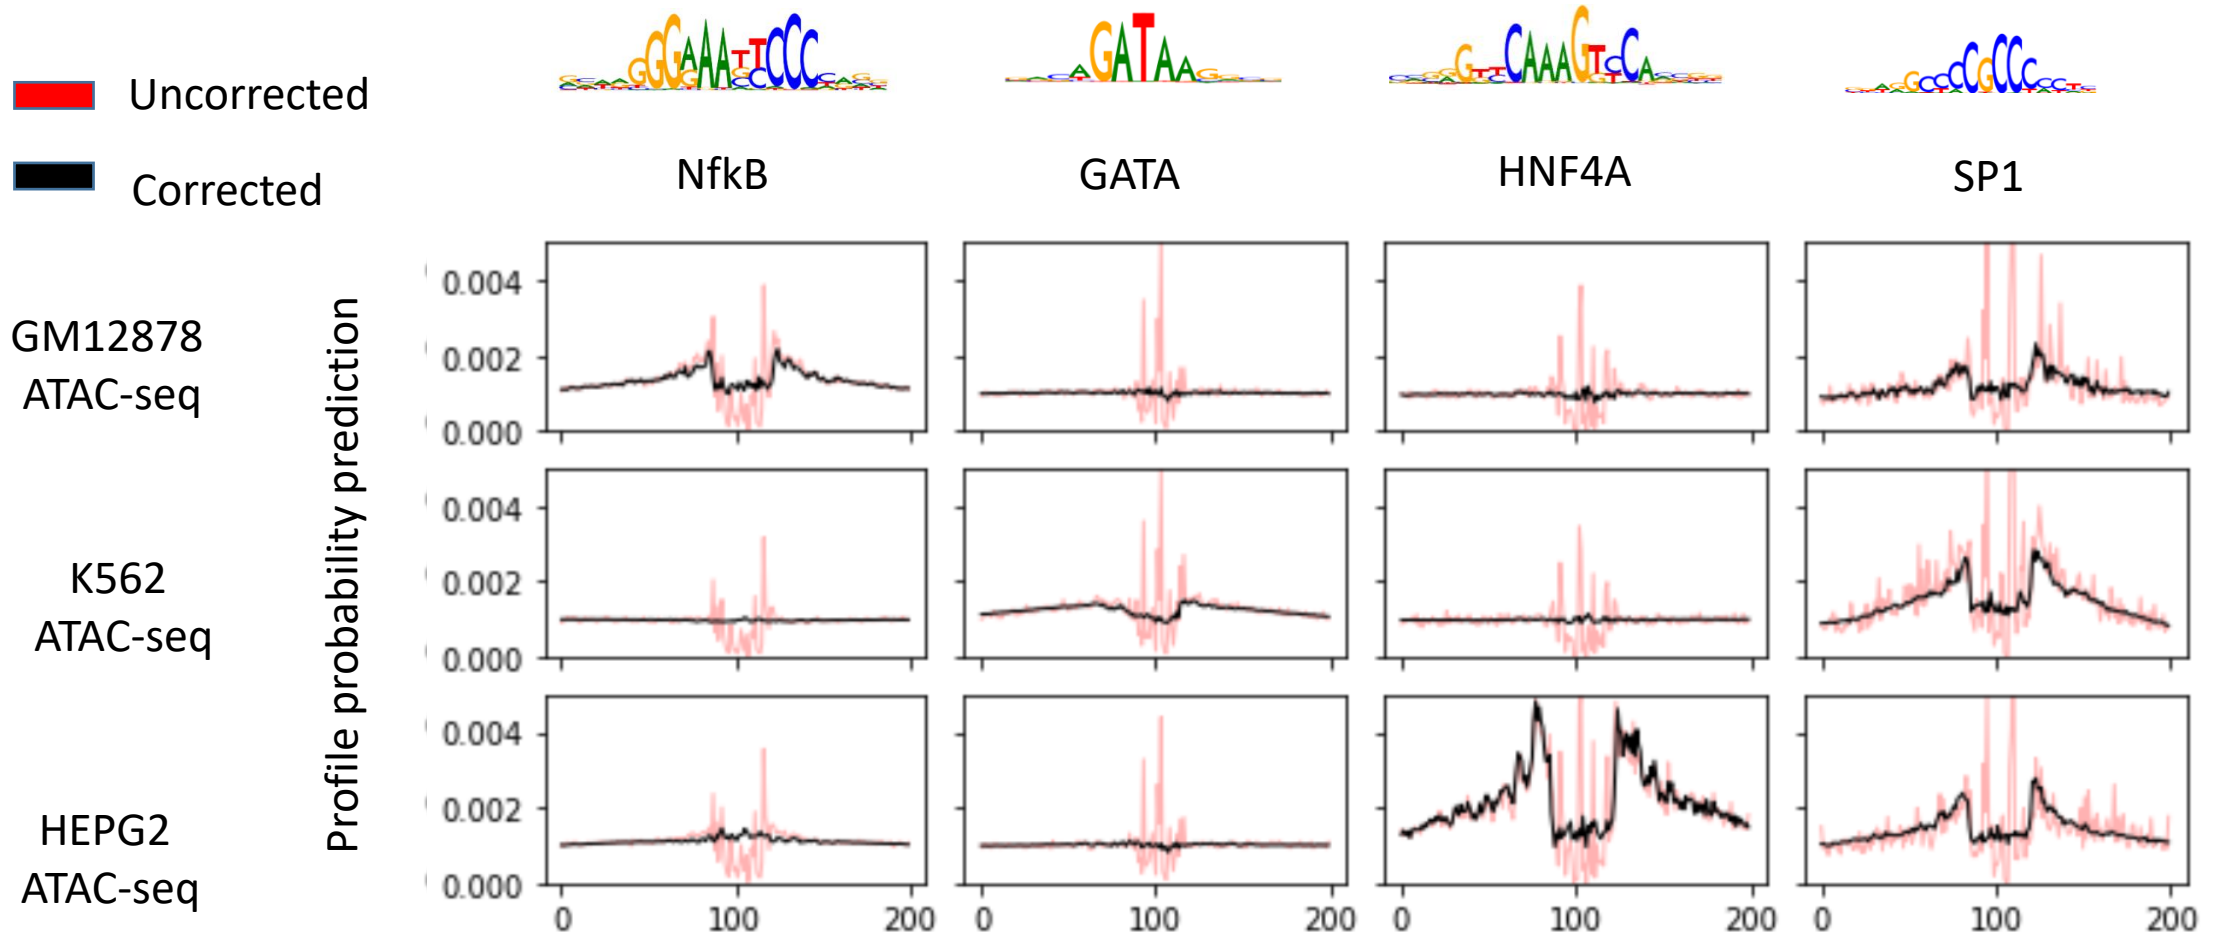 Uncorrected
Corrected
NfkB
GATA
HNF4A
SP1
GM12878
ATAC-seq
K562
ATAC-seq
HEPG2
ATAC-seq
Profile probability prediction
0.004
0.002
0.000
0.004
0.002
0.000
0.004
0.002
0.000
0 100 200
0 100 200
0 100 200
0 100 200